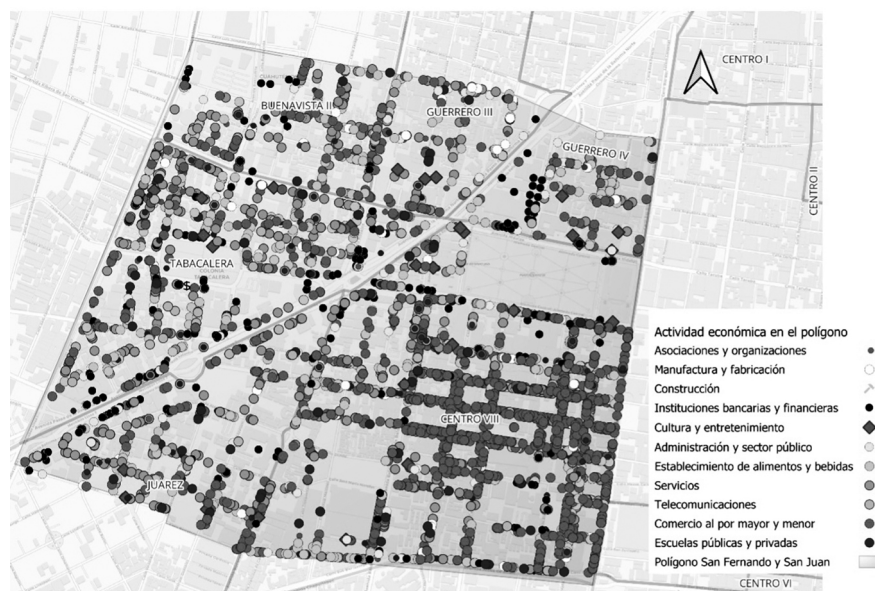 CENTRO I
BUENAVISTA II
GUERRERO III
GUERRERO IV
CENTRO II
TABACALERA
COLONIA
TABACALERA
$
CENTRO VIII
JUAREZ
Actividad económica en el polígono
Asociaciones y organizaciones
Manufactura y fabricación
Construcción
Instituciones bancarias y financieras
Cultura y entretenimiento
Administración y sector público
Establecimiento de alimentos y bebidas
Servicios
Telecomunicaciones
Comercio al por mayor y menor
Escuelas públicas y privadas
Polígono San Fernando y San Juan
CENTRO VI